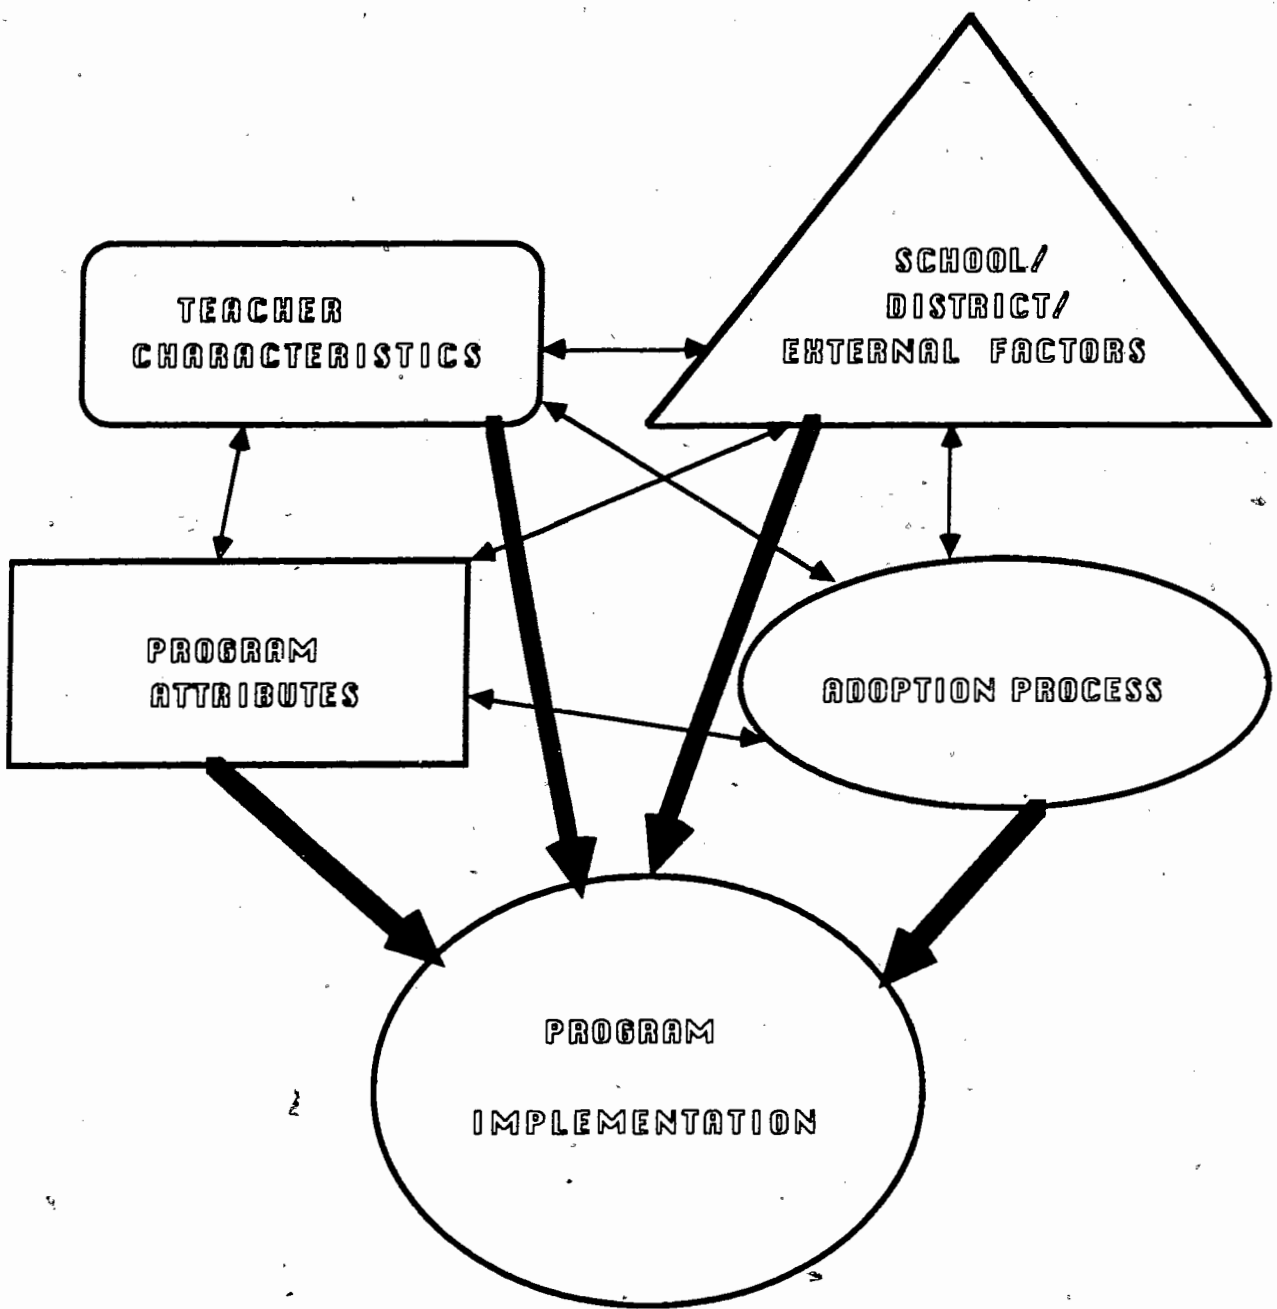 TEACHER
CHARACTERISTICS
SCHOOL/
DISTRICT/
EXTERNAL FACTORS
PROGRAM
ATTRIBUTES
ADOPTION PROCESS
PROGRAM
IMPLEMENTATION